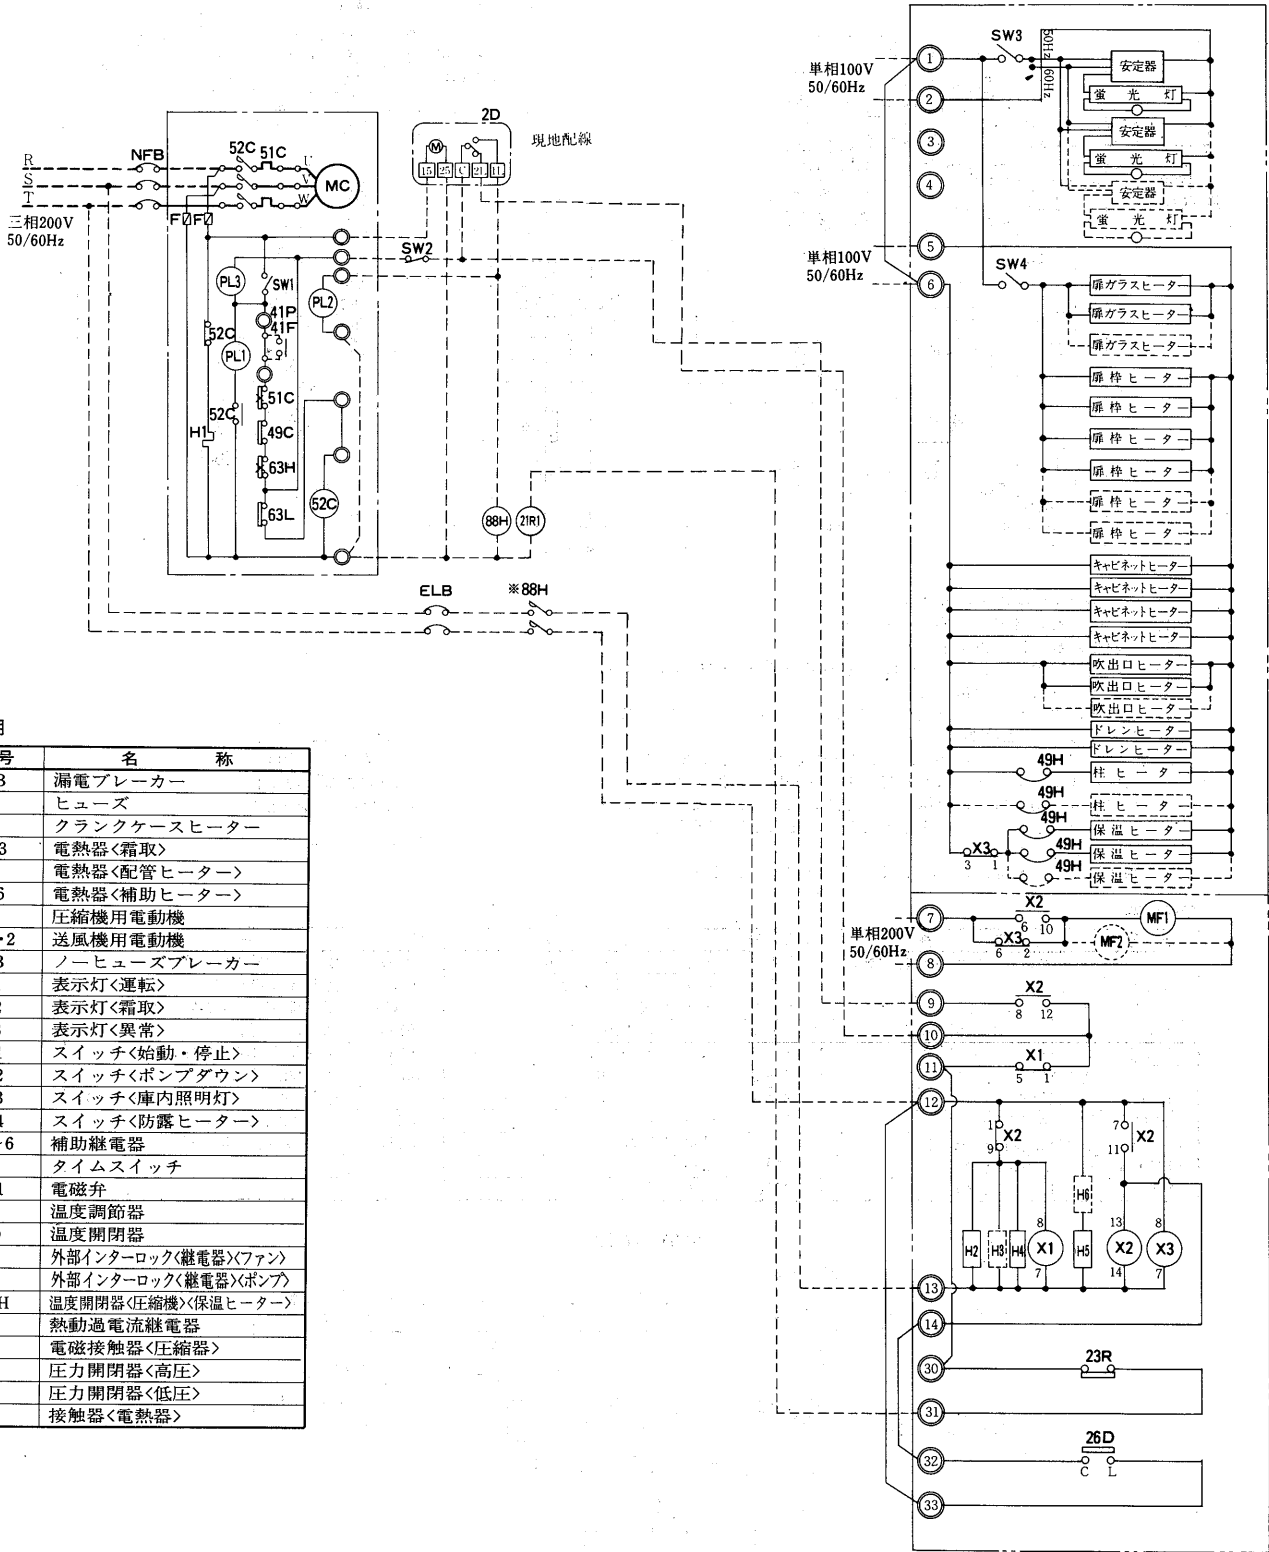 SW3
50Hz
60Hz
単相100V
50/60Hz
1
2
3
4
安定器
蛍光灯
安定器
蛍光灯
安定器
蛍光灯
2D
現地配線
M
15
25
C
2L
1L
R
S
T
三相200V
50/60Hz
NFB
52C
51C
U
V
W
MC
F
F
SW2
PL3
SW1
PL2
41P
41F
52C
PL1
51C
52C
49C
H1
63H
63L
52C
88H
21R1
ELB
※88H
単相100V
50/60Hz
5
6
SW4
扉ガラスヒーター
扉ガラスヒーター
扉ガラスヒーター
扉枠ヒーター
扉枠ヒーター
扉枠ヒーター
扉枠ヒーター
扉枠ヒーター
扉枠ヒーター
キャビネットヒーター
キャビネットヒーター
キャビネットヒーター
キャビネットヒーター
吹出口ヒーター
吹出口ヒーター
吹出口ヒーター
ドレンヒーター
ドレンヒーター
49H
柱ヒーター
49H
柱ヒーター
49H
保温ヒーター
X3
3 1
49H
保温ヒーター
49H
保温ヒーター
単相200V
50/60Hz
7
8
X2
6 10
X3
6 2
MF1
MF2
9
X2
8 12
10
11
X1
5 1
12
1
X2
9
7
X2
11
H6
H2
H3
H4
8
X1
7
H5
13
X2
14
8
X3
7
13
14
30
23R
31
26D
C L
32
33
号 名称
漏電ブレーカー
ヒューズ
クランクケースヒーター
3 電熱器<霜取>
電熱器<配管ヒーター>
電熱器<補助ヒーター>
圧縮機用電動機
2 送風機用電動機
ノーヒューズブレーカー
表示灯<運転>
表示灯<霜取>
表示灯<異常>
スイッチ<始動・停止>
スイッチ<ポンプダウン>
スイッチ<庫内照明灯>
スイッチ<防露ヒーター>
6 補助継電器
タイムスイッチ
電磁弁
温度調節器
温度開閉器
外部インターロック<継電器><ファン>
外部インターロック<継電器><ポンプ>
H 温度開閉器<圧縮機><保温ヒーター>
熱動過電流継電器
電磁接触器<圧縮器>
圧力開閉器<高圧>
圧力開閉器<低圧>
接触器<電熱器>